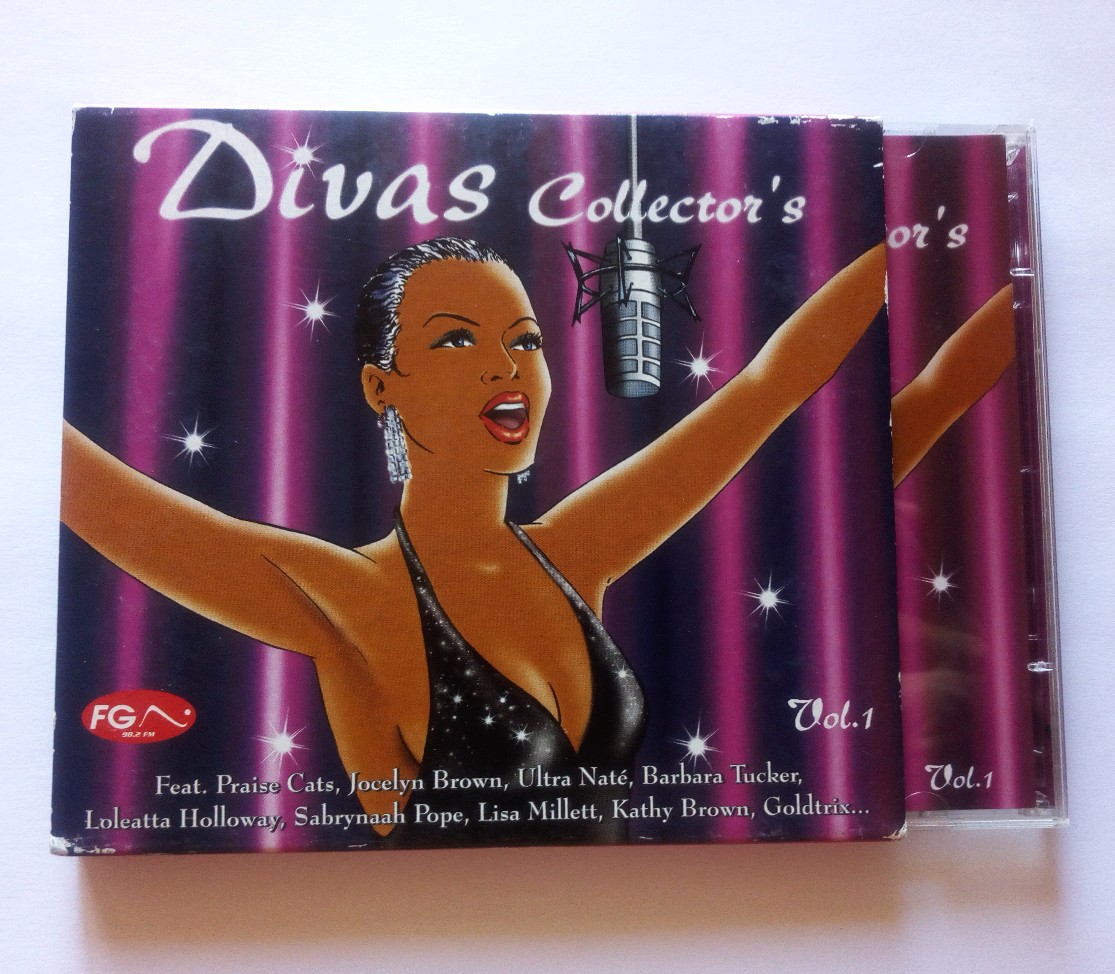 Divas Collector's
or's
FG
98.2 FM
Vol.1
Vol.1
Feat. Praise Cats, Jocelyn Brown, Ultra Naté, Barbara Tucker,
Loleatta Holloway, Sabrynaah Pope, Lisa Millett, Kathy Brown, Goldtrix...